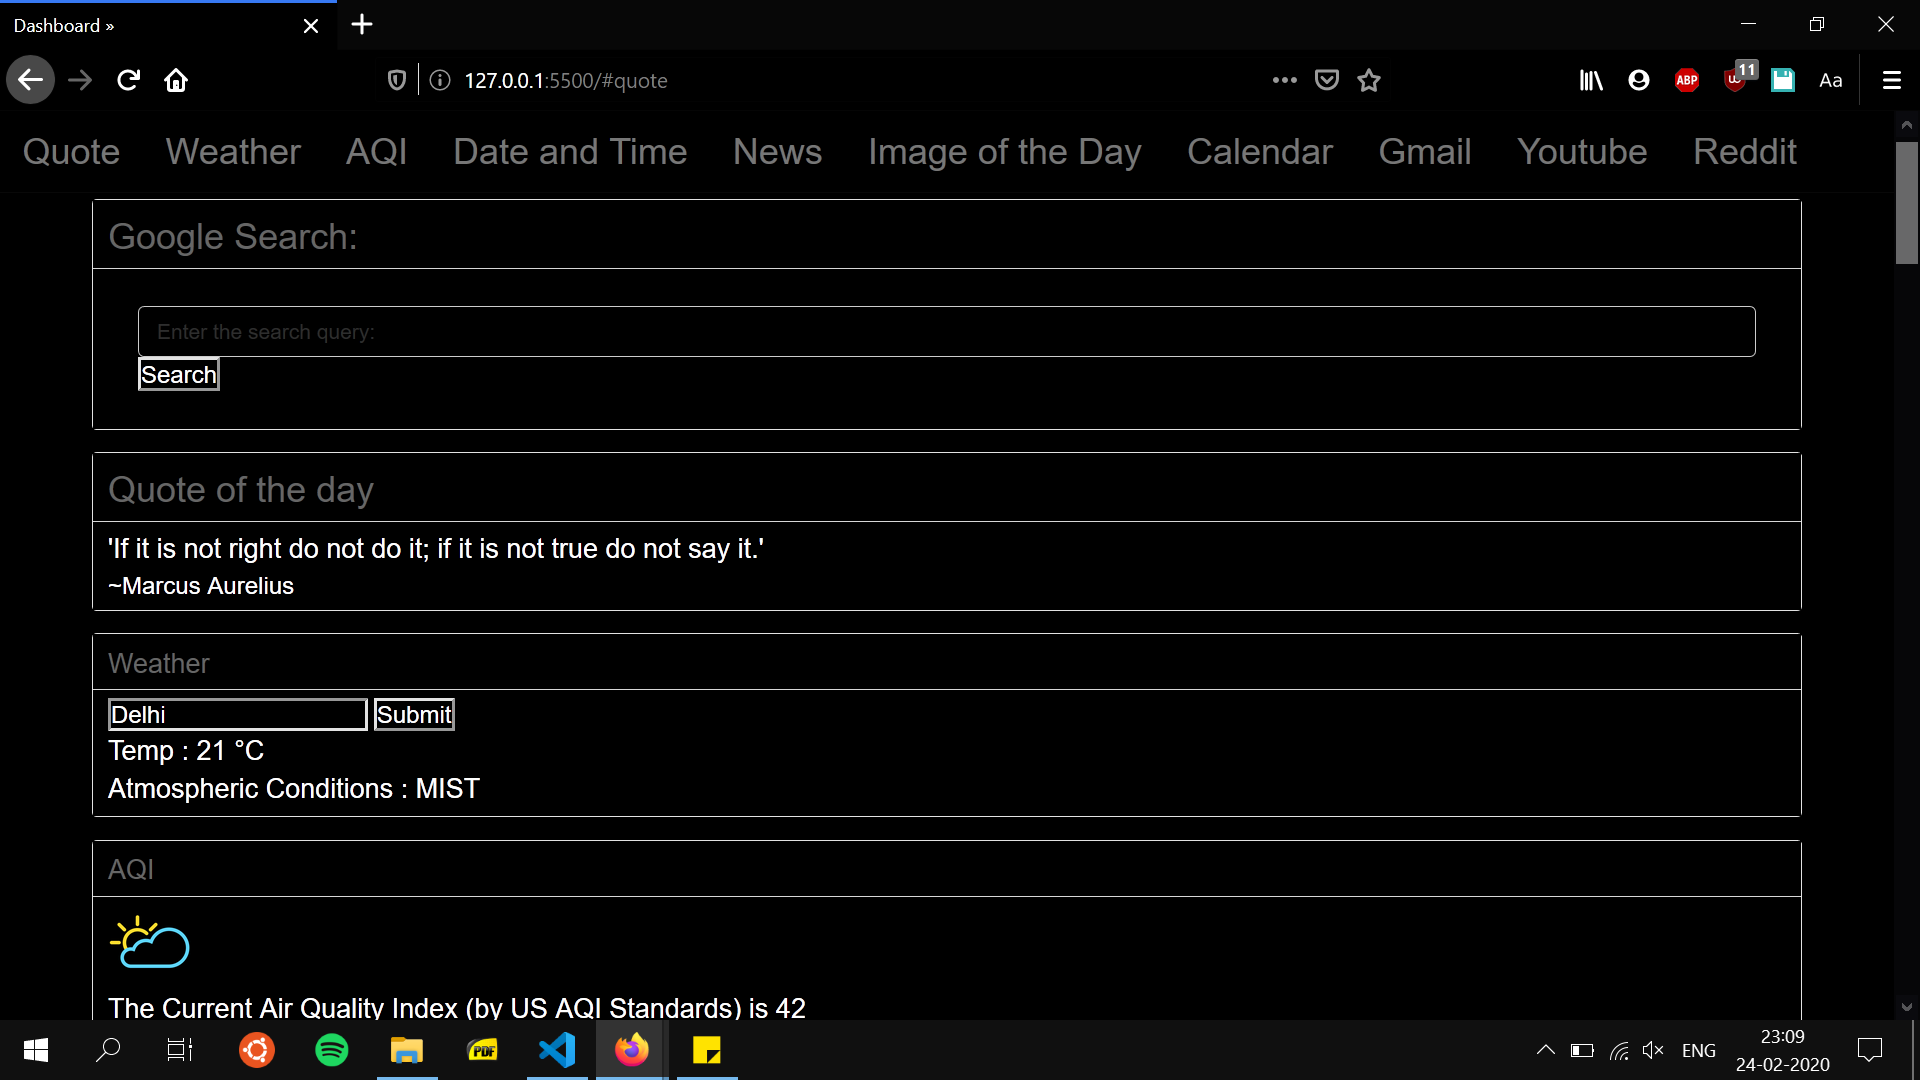 Dashboard »
127.0.0.1:5500/#quote
ABP
11
Aa
Quote Weather AQI Date and Time News Image of the Day Calendar Gmail Youtube Reddit
Google Search:
Enter the search query:
Search
Quote of the day
'If it is not right do not do it; if it is not true do not say it.'
~Marcus Aurelius
Weather
Delhi Submit
Temp : 21 °C
Atmospheric Conditions : MIST
AQI
The Current Air Quality Index (by US AQI Standards) is 42
PDF
ENG
23:09
24-02-2020